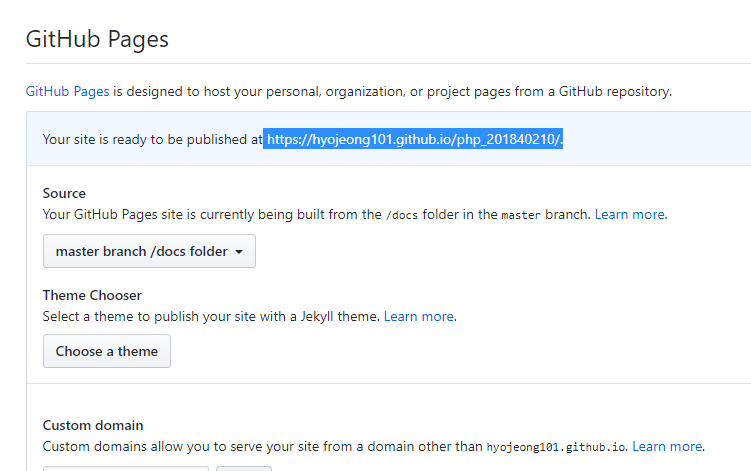 GitHub Pages
GitHub Pages is designed to host your personal, organization, or project pages from a GitHub repository.
Your site is ready to be published at https://hyojeong101.github.io/php_201840210/.
Source
Your GitHub Pages site is currently being built from the /docs folder in the master branch. Learn more.
master branch /docs folder
Theme Chooser
Select a theme to publish your site with a Jekyll theme. Learn more.
Choose a theme
Custom domain
Custom domains allow you to serve your site from a domain other than hyojeong101.github.io. Learn more.